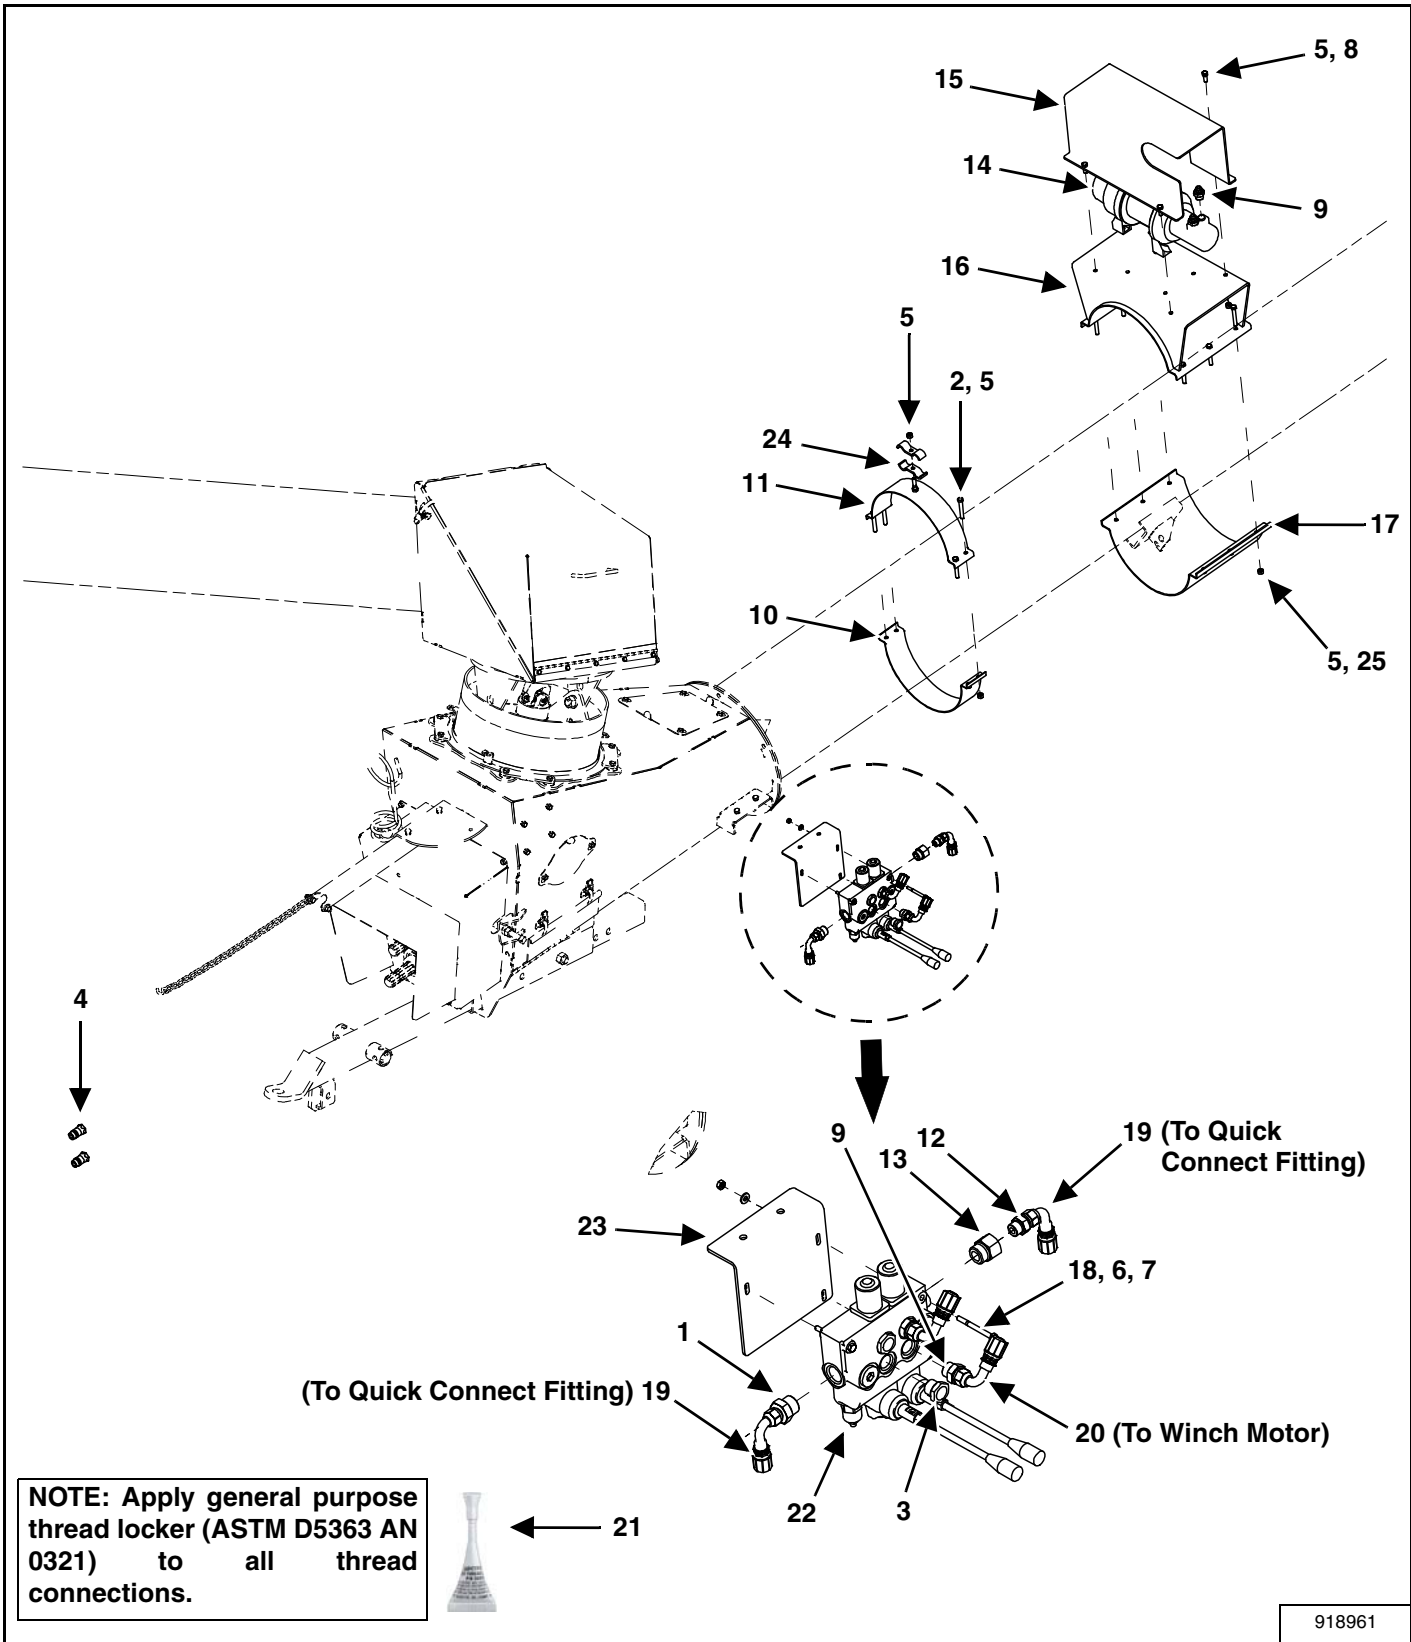 5, 8
15
14
9
16
5
2, 5
24
11
17
10
5, 25
4
9
12
13
19 (To Quick
Connect Fitting)
23
18, 6, 7
1
(To Quick Connect Fitting) 19
20 (To Winch Motor)
22
3
NOTE: Apply general purpose
thread locker (ASTM D5363 AN
0321) to all thread
connections.
21
918961